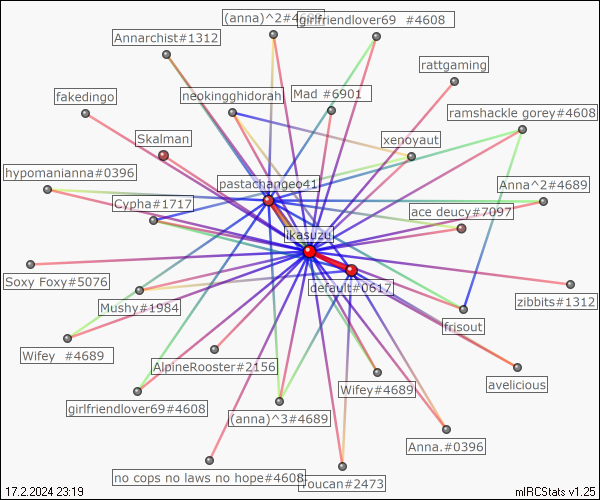 (anna)^2#4689
girlfriendlover69 #4608
Annarchist#1312
rattgaming
fakedingo
neokingghidorah
Mad #6901
ramshackle gorey#4608
Skalman
xenoyaut
hypomanianna#0396
pastachangeo41
Anna^2#4689
Cypha#1717
ace deucy#7097
ikasuzu
Soxy Foxy#5076
default#0617
zibbits#1312
Mushy#1984
frisout
Wifey #4689
AlpineRooster#2156
avelicious
Wifey#4689
girlfriendlover69#4608
(anna)^3#4689
Anna.#0396
no cops no laws no hope#4608
Toucan#2473
17.2.2024 23:19
mIRCStats v1.25